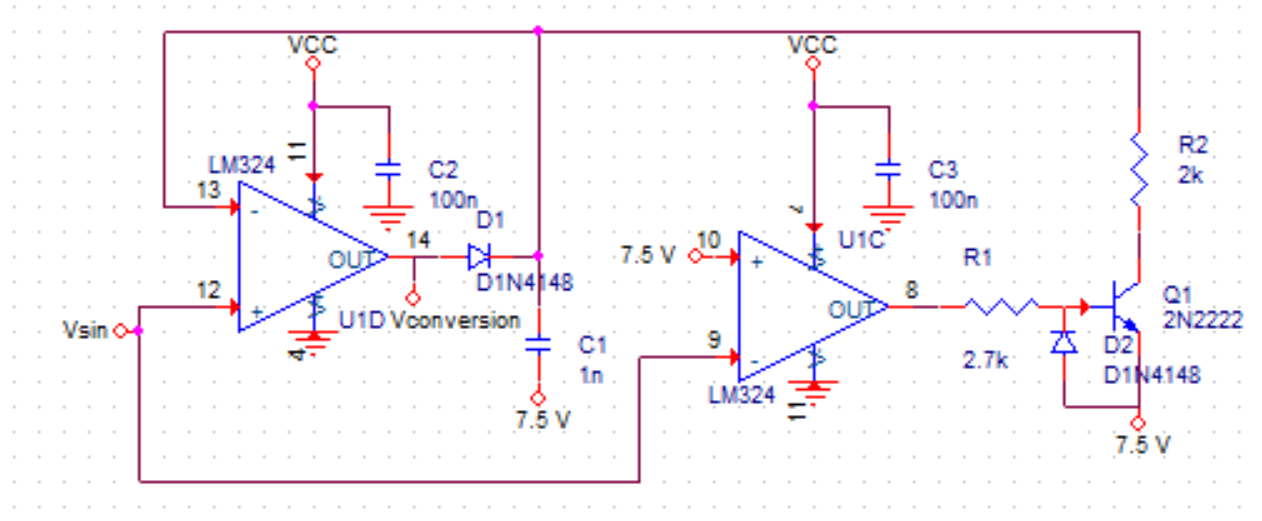 VCC
VCC
11
LM324
13
-
C2
100n
D1
14
OUT
D1N4148
12
+
U1D
Vconversion
Vsin
4
C1
1n
7.5 V
C3
100n
4
U1C
7.5 V
10
+
R1
8
OUT
9
-
2.7k
LM324
11
R2
2k
Q1
2N2222
D2
D1N4148
7.5 V